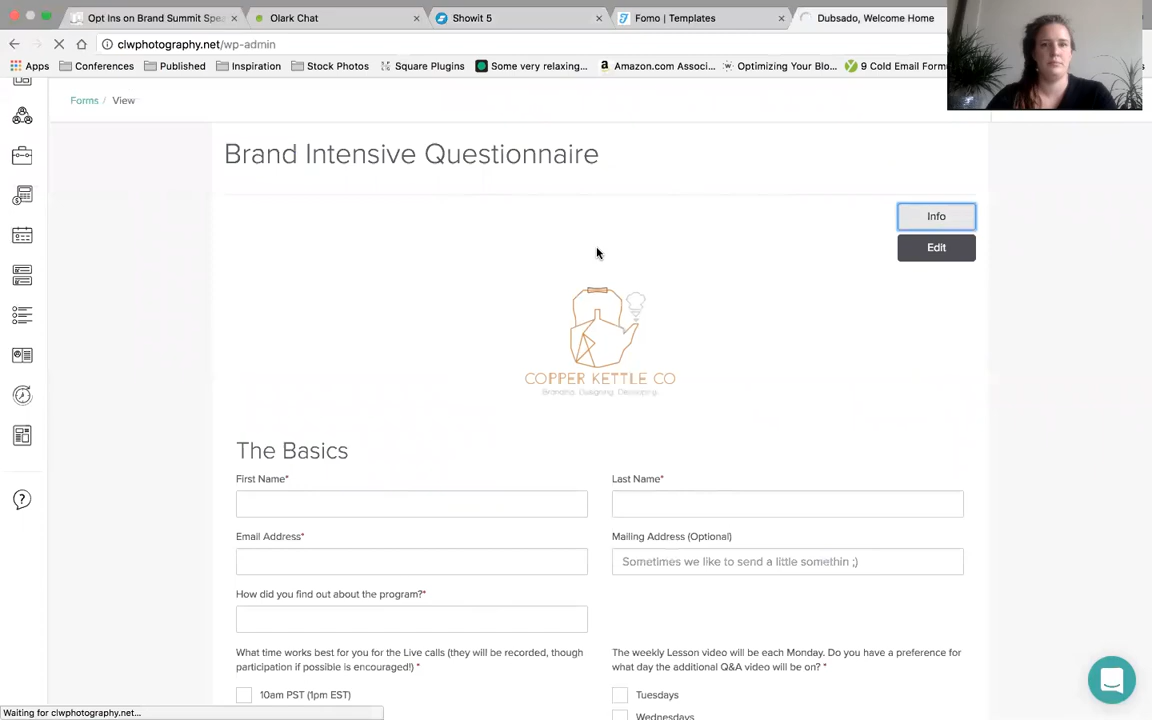 Opt Ins on Brand Summit Spea
Olark Chat
Showit 5
Fomo | Templates
Dubsado, Welcome Home
clwphotography.net/wp-admin
Apps
Conferences
Published
Inspiration
Stock Photos
Square Plugins
Some very relaxing...
Amazon.com Associ...
Optimizing Your Blo...
9 Cold Email Form
Forms / View
Brand Intensive Questionnaire
Info
Edit
COPPER KETTLE CO
Branding. Designing. Decorating.
The Basics
First Name*
Last Name*
Email Address*
Mailing Address (Optional)
Sometimes we like to send a little somethin ;)
How did you find out about the program?*
What time works best for you for the Live calls (they will be recorded, though
participation if possible is encouraged!) *
The weekly Lesson video will be each Monday. Do you have a preference for
what day the additional Q&A video will be on? *
10am PST (1pm EST)
Tuesdays
Wednesdays
Waiting for clwphotography.net...